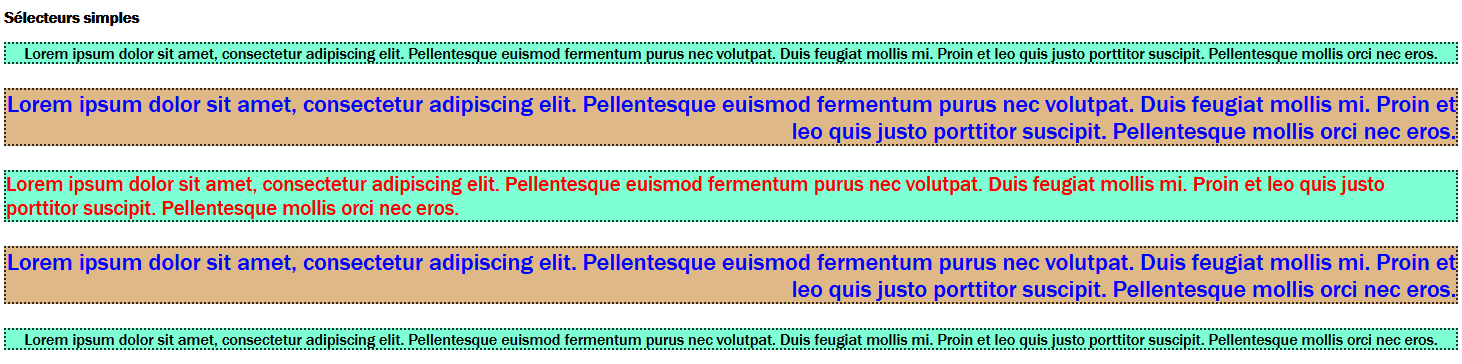 Sélecteurs simples
Lorem ipsum dolor sit amet, consectetur adipiscing elit. Pellentesque euismod fermentum purus nec volutpat. Duis feugiat mollis mi. Proin et leo quis justo porttitor suscipit. Pellentesque mollis orci nec eros.
Lorem ipsum dolor sit amet, consectetur adipiscing elit. Pellentesque euismod fermentum purus nec volutpat. Duis feugiat mollis mi. Proin et
leo quis justo porttitor suscipit. Pellentesque mollis orci nec eros.
Lorem ipsum dolor sit amet, consectetur adipiscing elit. Pellentesque euismod fermentum purus nec volutpat. Duis feugiat mollis mi. Proin et leo quis justo
porttitor suscipit. Pellentesque mollis orci nec eros.
Lorem ipsum dolor sit amet, consectetur adipiscing elit. Pellentesque euismod fermentum purus nec volutpat. Duis feugiat mollis mi. Proin et
leo quis justo porttitor suscipit. Pellentesque mollis orci nec eros.
Lorem ipsum dolor sit amet, consectetur adipiscing elit. Pellentesque euismod fermentum purus nec volutpat. Duis feugiat mollis mi. Proin et leo quis justo porttitor suscipit. Pellentesque mollis orci nec eros.